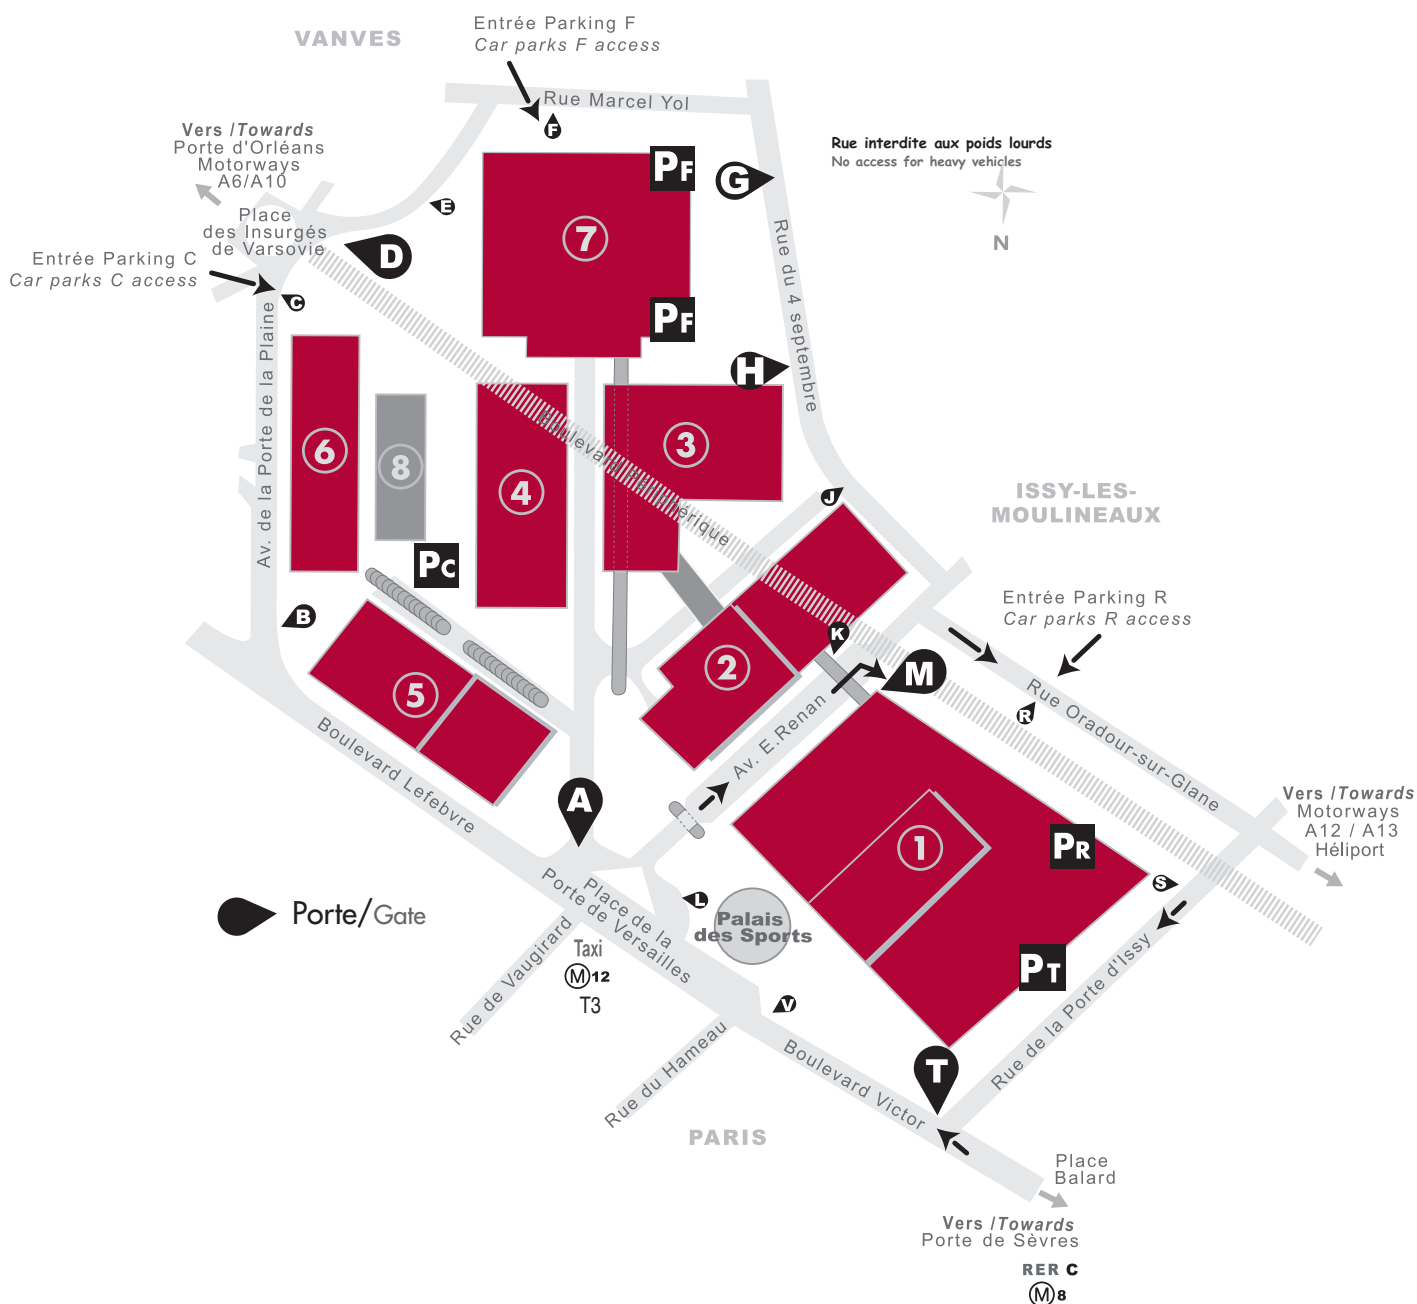 VANVES
Entrée Parking F
Car parks F access
Rue Marcel Yol
F
Vers /Towards
Porte d'Orléans
Motorways
A6/A10
Rue interdite aux poids lourds
No access for heavy vehicles
N
PF
G
E
Place
des Insurgés
de Varsovie
D
7
Rue du 4 septembre
Entrée Parking C
Car parks C access
C
PF
H
Av. de la Porte de la Plaine
6
8
4
3
Boulevard Périphérique
J
ISSY-LES-
MOULINEAUX
PC
B
Entrée Parking R
Car parks R access
K
2
M
5
R
Rue Oradour-sur-Glane
Av. E.Renan
Boulevard Lefebvre
A
1
PR
Vers /Towards
Motorways
A12 / A13
Héliport
S
L
Porte/Gate
Place de la
Porte de Versailles
Palais
des Sports
Taxi
M 12
T3
Rue de Vaugirard
PT
Rue de la Porte d'Issy
V
Rue du Hameau
Boulevard Victor
T
PARIS
Place
Balard
Vers /Towards
Porte de Sèvres
RER C
M 8